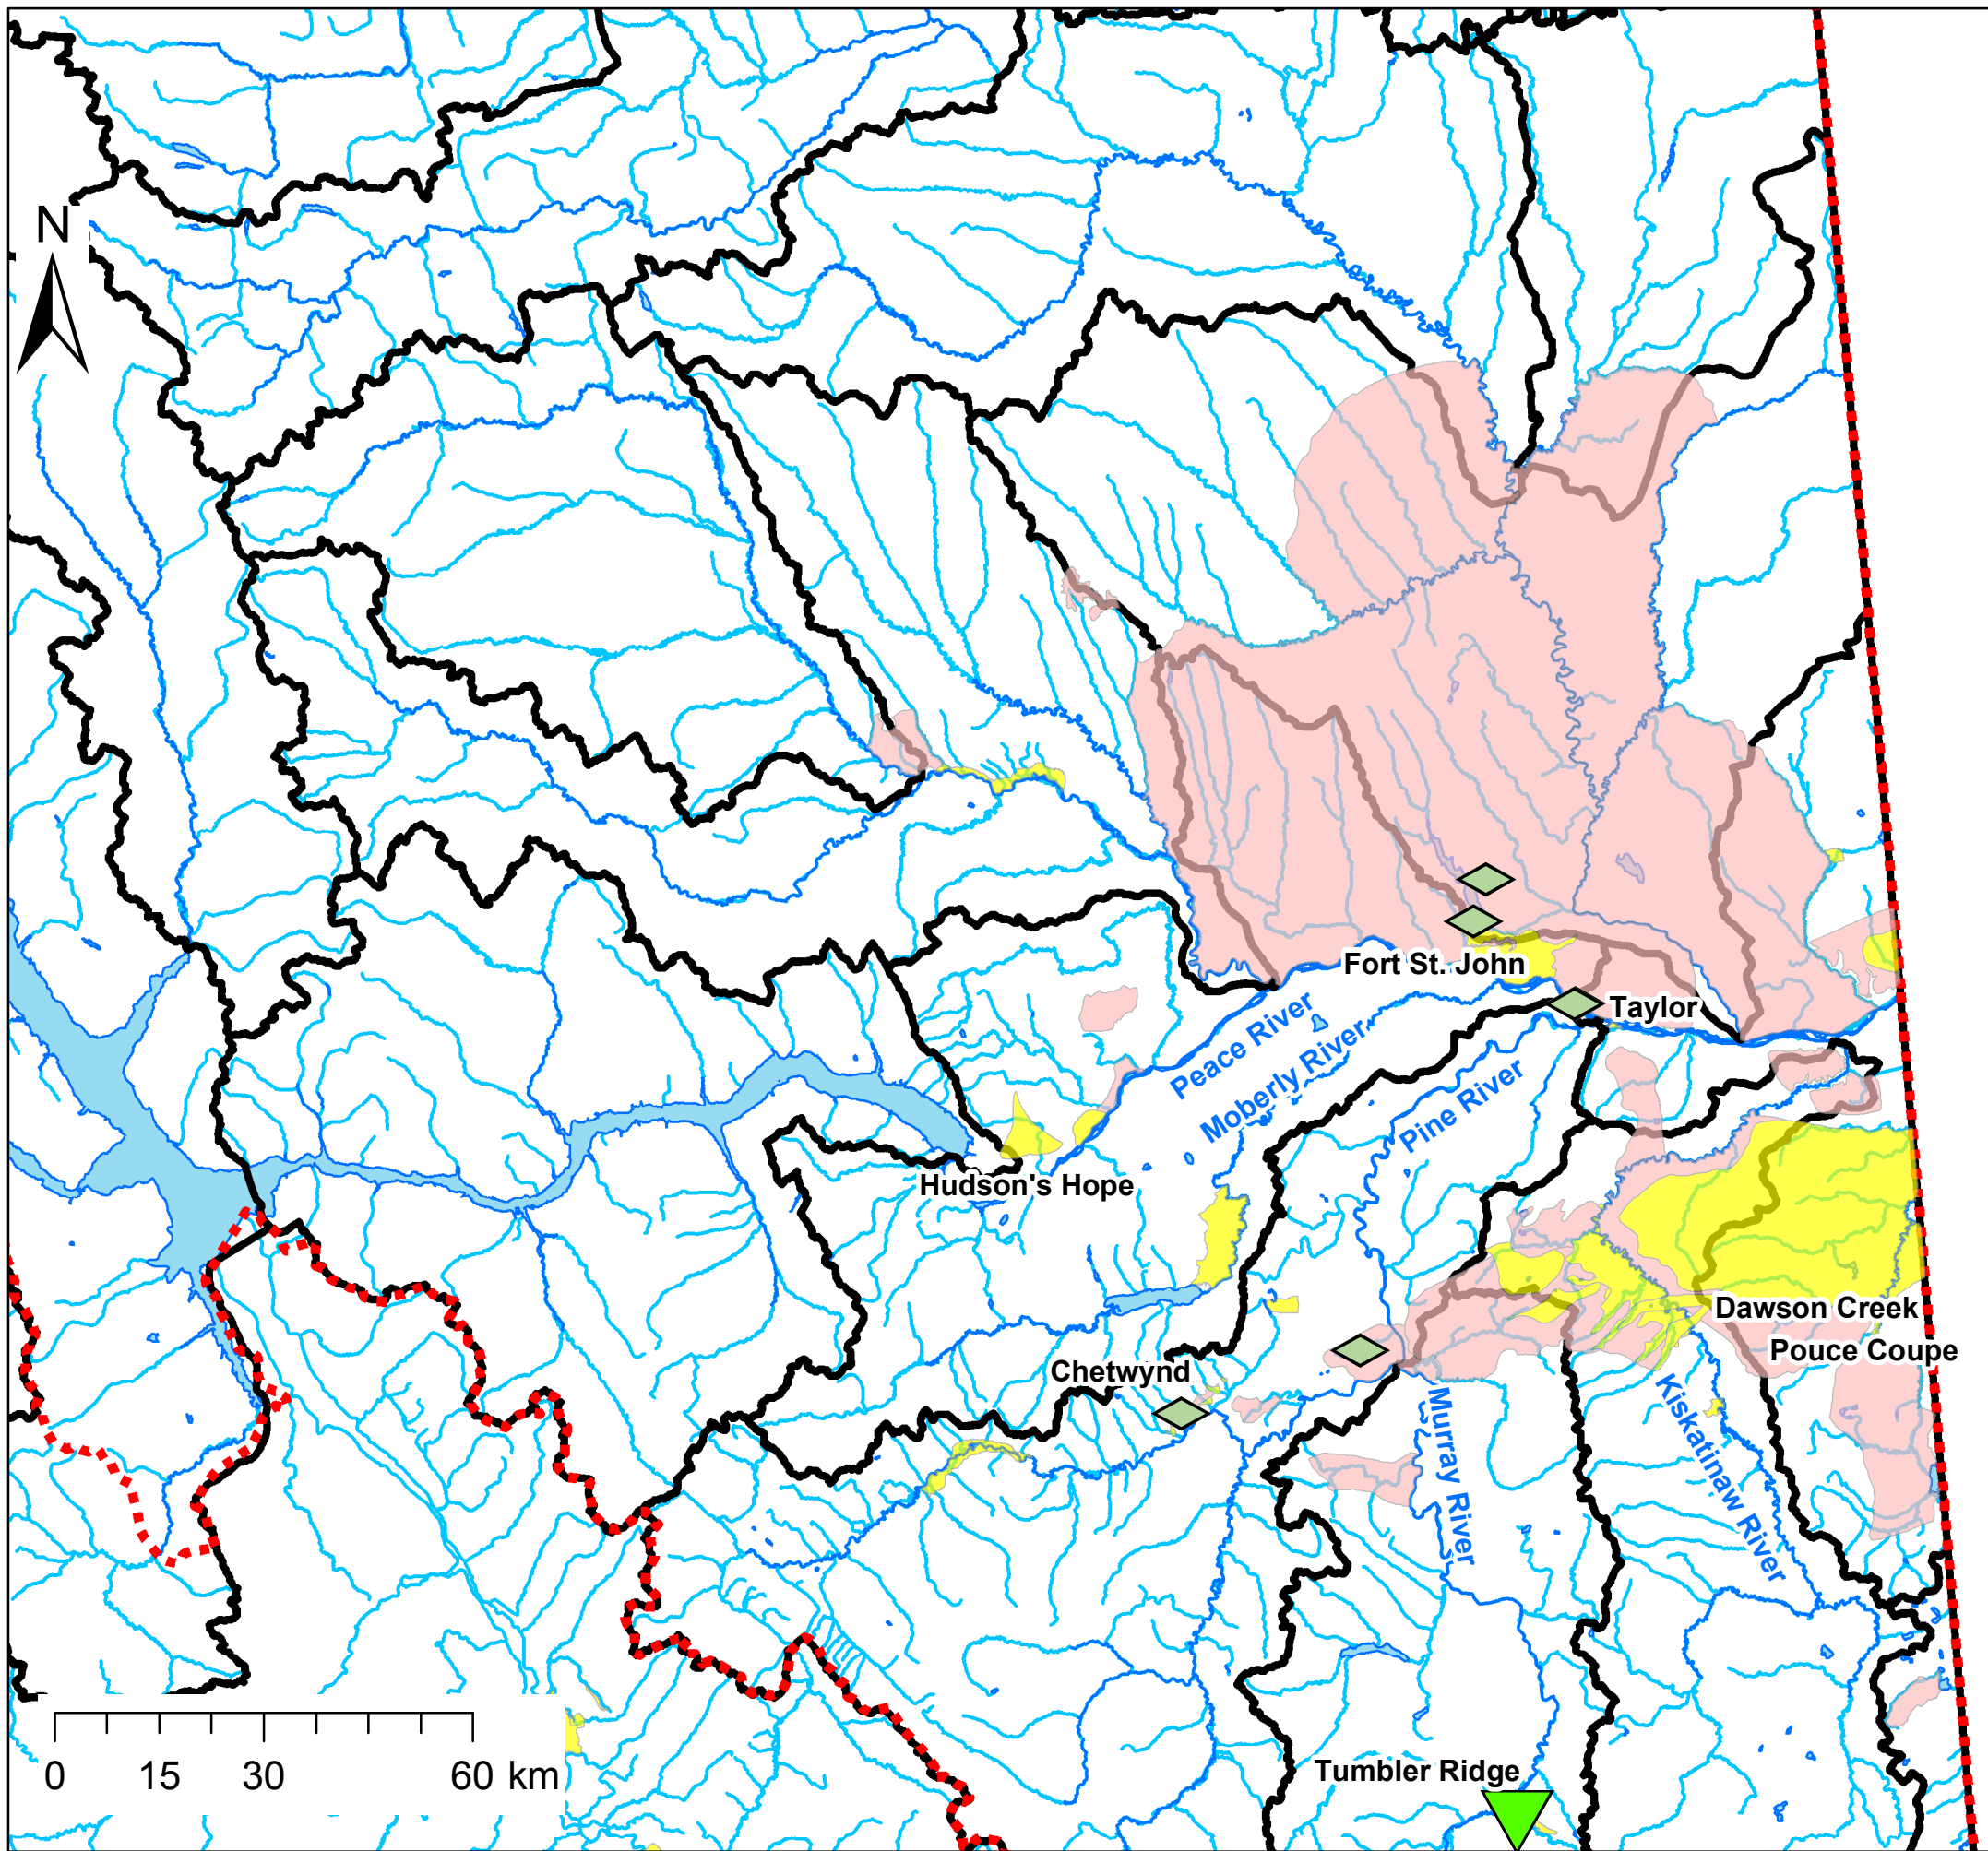 N
Fort St. John
Taylor
Peace River
Moberly River
Pine River
Hudson's Hope
Dawson Creek
Pouce Coupe
Chetwynd
Murray River
Kiskatinaw River
Tumbler Ridge
0 15 30 60 km